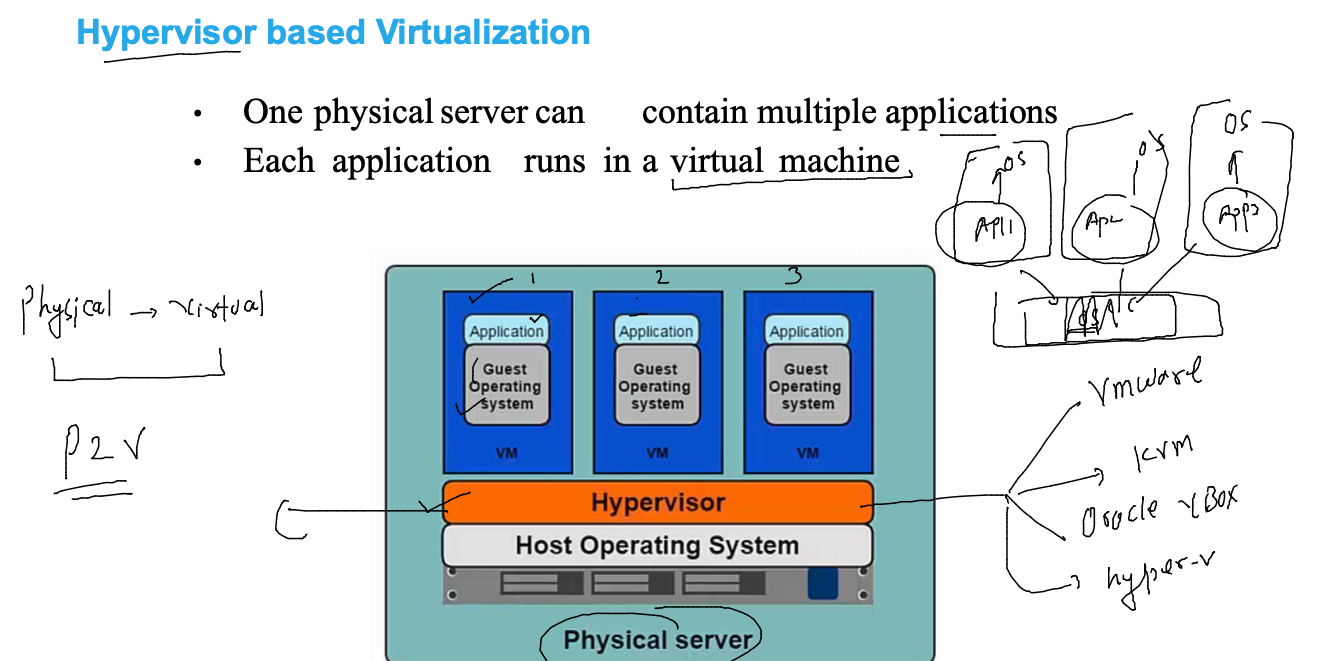 Hypervisor based Virtualization
• One physical server can contain multiple applications
• Each application runs in a virtual machine.
OS OS OS
App1 App2 App3
Physical → Virtual
P2V
1 2 3
Application Application Application
Guest Guest Guest
Operating Operating Operating
system system system
VM VM VM
Hypervisor
Host Operating System
Physical server
Vmware
KVM
Oracle VBox
hyper-v